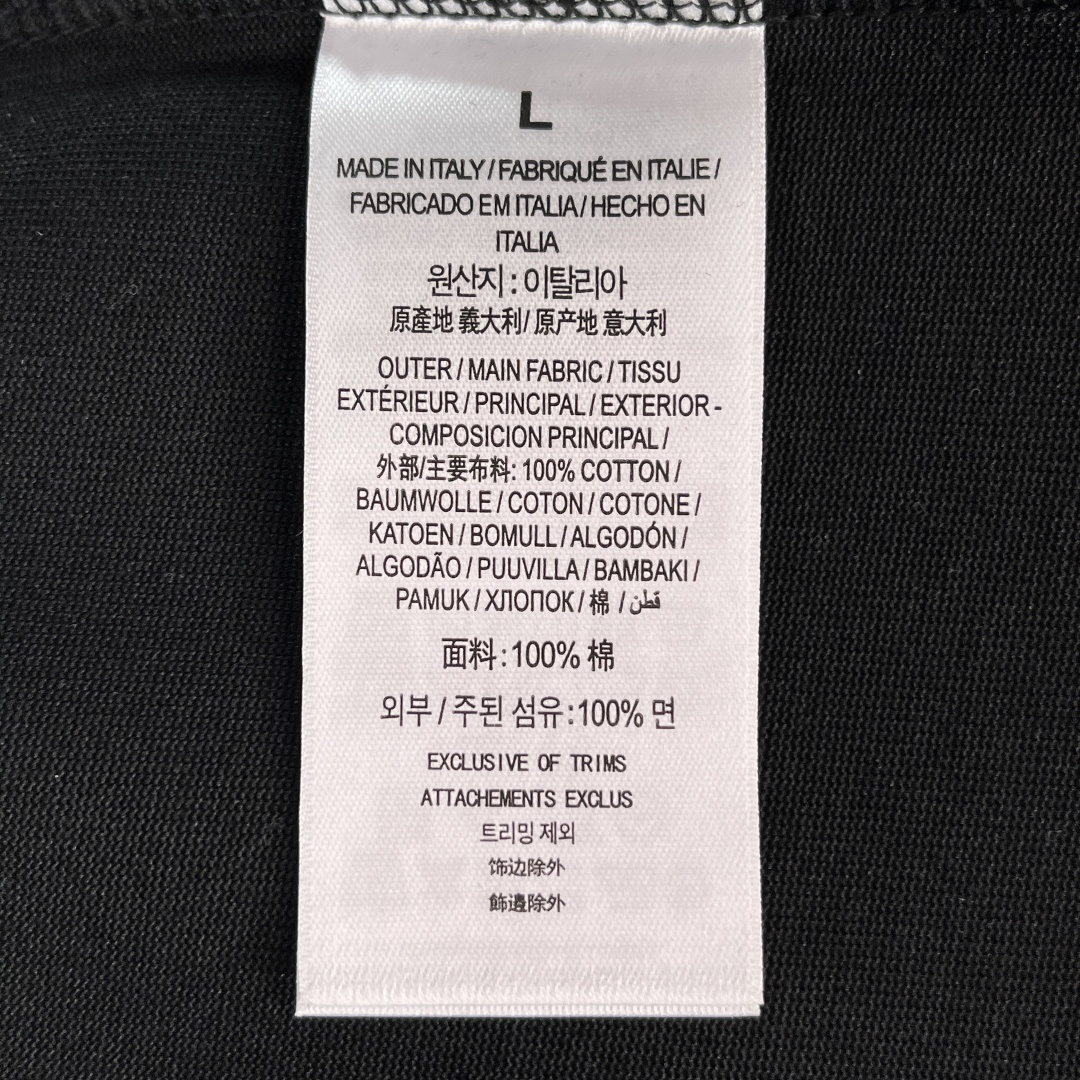 L
MADE IN ITALY / FABRIQUÉ EN ITALIE /
FABRICADO EM ITALIA / HECHO EN
ITALIA
원산지 : 이탈리아
原產地 義大利/ 原产地 意大利
OUTER / MAIN FABRIC / TISSU
EXTÉRIEUR / PRINCIPAL / EXTERIOR -
COMPOSICION PRINCIPAL /
外部/主要布料: 100% COTTON /
BAUMWOLLE / COTON / COTONE /
KATOEN / BOMULL / ALGODÓN /
ALGODÃO / PUUVILLA / BAMBAKI /
PAMUK / ХЛОПОК / 棉 / قطن
面料 : 100% 棉
외부 / 주된 섬유 : 100% 면
EXCLUSIVE OF TRIMS
ATTACHEMENTS EXCLUS
트리밍 제외
饰边除外
飾邊除外